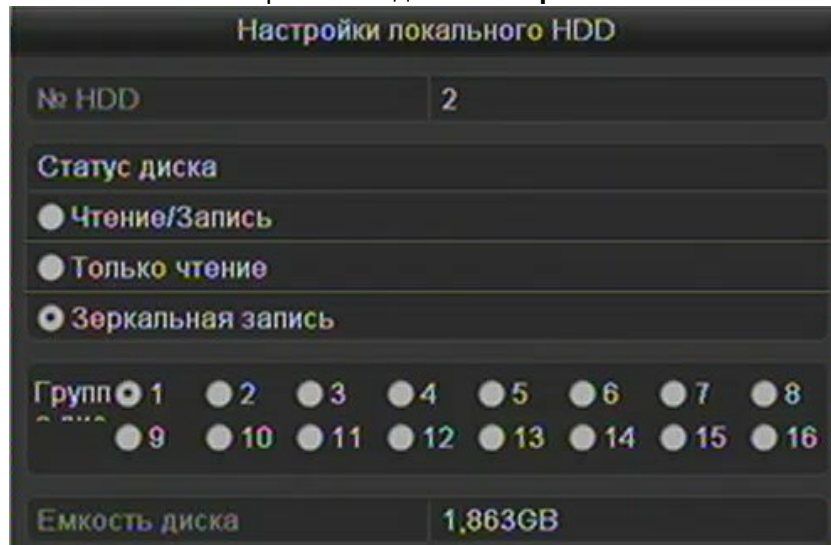 Настройки локального HDD
№ HDD 2
Статус диска
Чтение/Запись
Только чтение
Зеркальная запись
Групп 1 2 3 4 5 6 7 8
9 10 11 12 13 14 15 16
Емкость диска 1,863GB